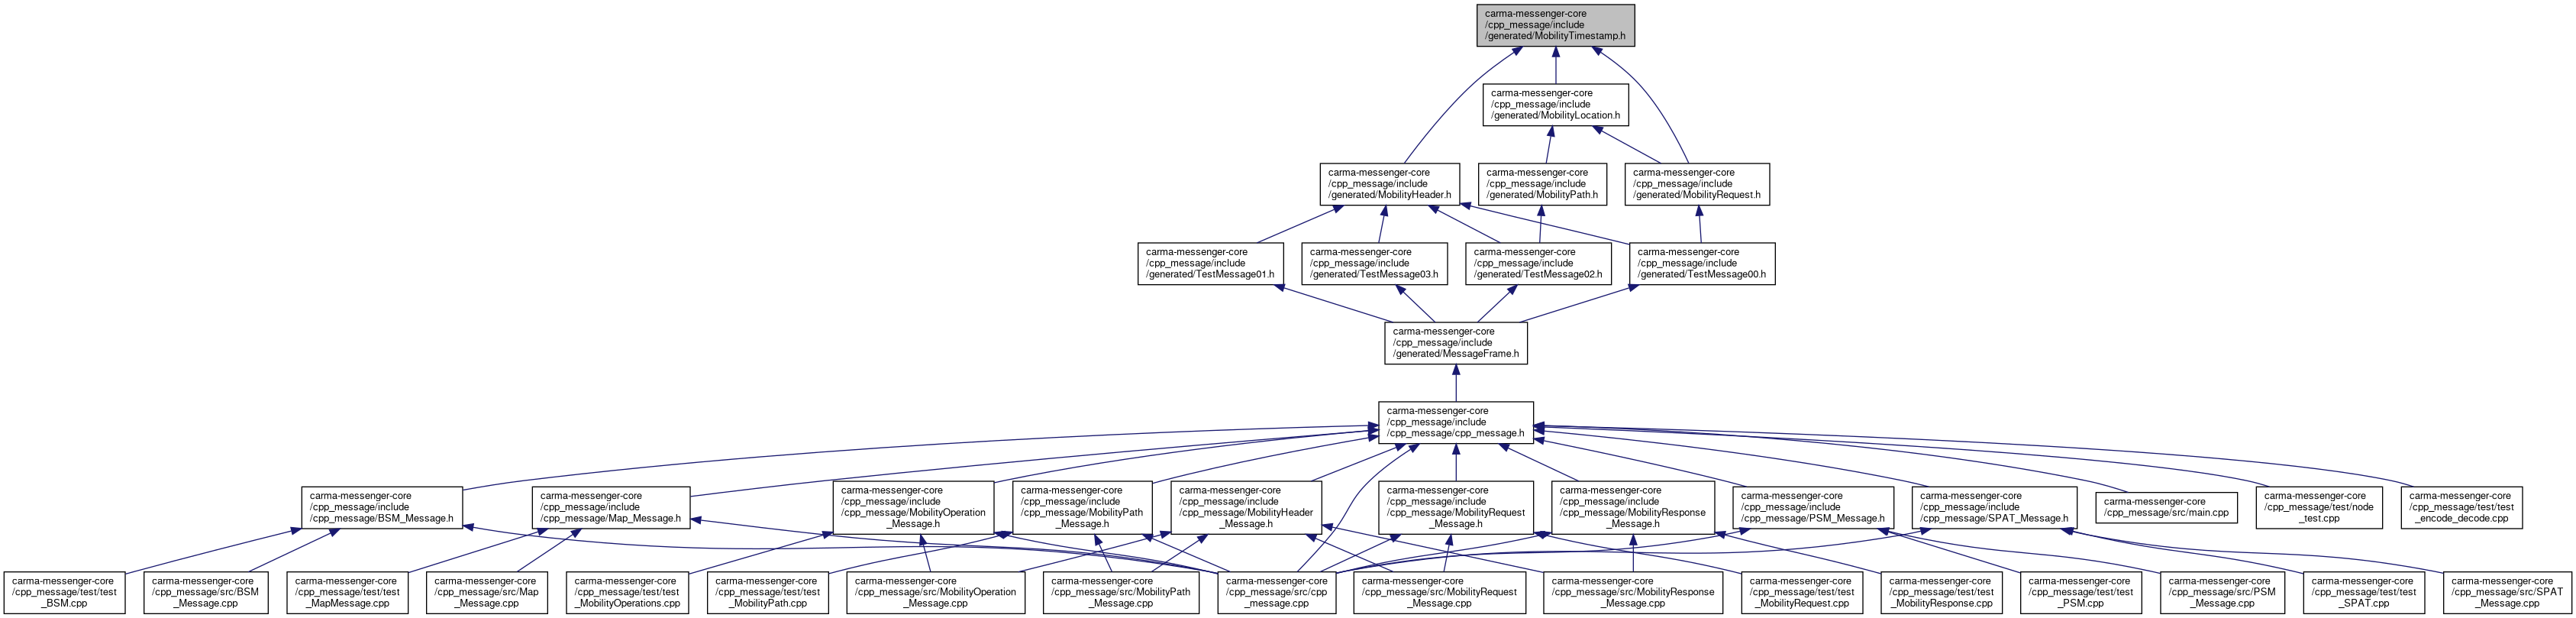 carma-messenger-core
/cpp_message/include
/generated/MobilityTimestamp.h
carma-messenger-core
/cpp_message/include
/generated/MobilityLocation.h
carma-messenger-core
/cpp_message/include
/generated/MobilityHeader.h
carma-messenger-core
/cpp_message/include
/generated/MobilityPath.h
carma-messenger-core
/cpp_message/include
/generated/MobilityRequest.h
carma-messenger-core
/cpp_message/include
/generated/TestMessage01.h
carma-messenger-core
/cpp_message/include
/generated/TestMessage03.h
carma-messenger-core
/cpp_message/include
/generated/TestMessage02.h
carma-messenger-core
/cpp_message/include
/generated/TestMessage00.h
carma-messenger-core
/cpp_message/include
/generated/MessageFrame.h
carma-messenger-core
/cpp_message/include
/cpp_message/cpp_message.h
carma-messenger-core
/cpp_message/include
/cpp_message/BSM_Message.h
carma-messenger-core
/cpp_message/include
/cpp_message/Map_Message.h
carma-messenger-core
/cpp_message/include
/cpp_message/MobilityOperation
_Message.h
carma-messenger-core
/cpp_message/include
/cpp_message/MobilityPath
_Message.h
carma-messenger-core
/cpp_message/include
/cpp_message/MobilityHeader
_Message.h
carma-messenger-core
/cpp_message/include
/cpp_message/MobilityRequest
_Message.h
carma-messenger-core
/cpp_message/include
/cpp_message/MobilityResponse
_Message.h
carma-messenger-core
/cpp_message/include
/cpp_message/PSM_Message.h
carma-messenger-core
/cpp_message/include
/cpp_message/SPAT_Message.h
carma-messenger-core
/cpp_message/src/main.cpp
carma-messenger-core
/cpp_message/test/node
_test.cpp
carma-messenger-core
/cpp_message/test/test
_encode_decode.cpp
carma-messenger-core
/cpp_message/test/test
_BSM.cpp
carma-messenger-core
/cpp_message/src/BSM
_Message.cpp
carma-messenger-core
/cpp_message/test/test
_MapMessage.cpp
carma-messenger-core
/cpp_message/src/Map
_Message.cpp
carma-messenger-core
/cpp_message/test/test
_MobilityOperations.cpp
carma-messenger-core
/cpp_message/test/test
_MobilityPath.cpp
carma-messenger-core
/cpp_message/src/MobilityOperation
_Message.cpp
carma-messenger-core
/cpp_message/src/MobilityPath
_Message.cpp
carma-messenger-core
/cpp_message/src/cpp
_message.cpp
carma-messenger-core
/cpp_message/src/MobilityRequest
_Message.cpp
carma-messenger-core
/cpp_message/src/MobilityResponse
_Message.cpp
carma-messenger-core
/cpp_message/test/test
_MobilityRequest.cpp
carma-messenger-core
/cpp_message/test/test
_MobilityResponse.cpp
carma-messenger-core
/cpp_message/test/test
_PSM.cpp
carma-messenger-core
/cpp_message/src/PSM
_Message.cpp
carma-messenger-core
/cpp_message/test/test
_SPAT.cpp
carma-messenger-core
/cpp_message/src/SPAT
_Message.cpp